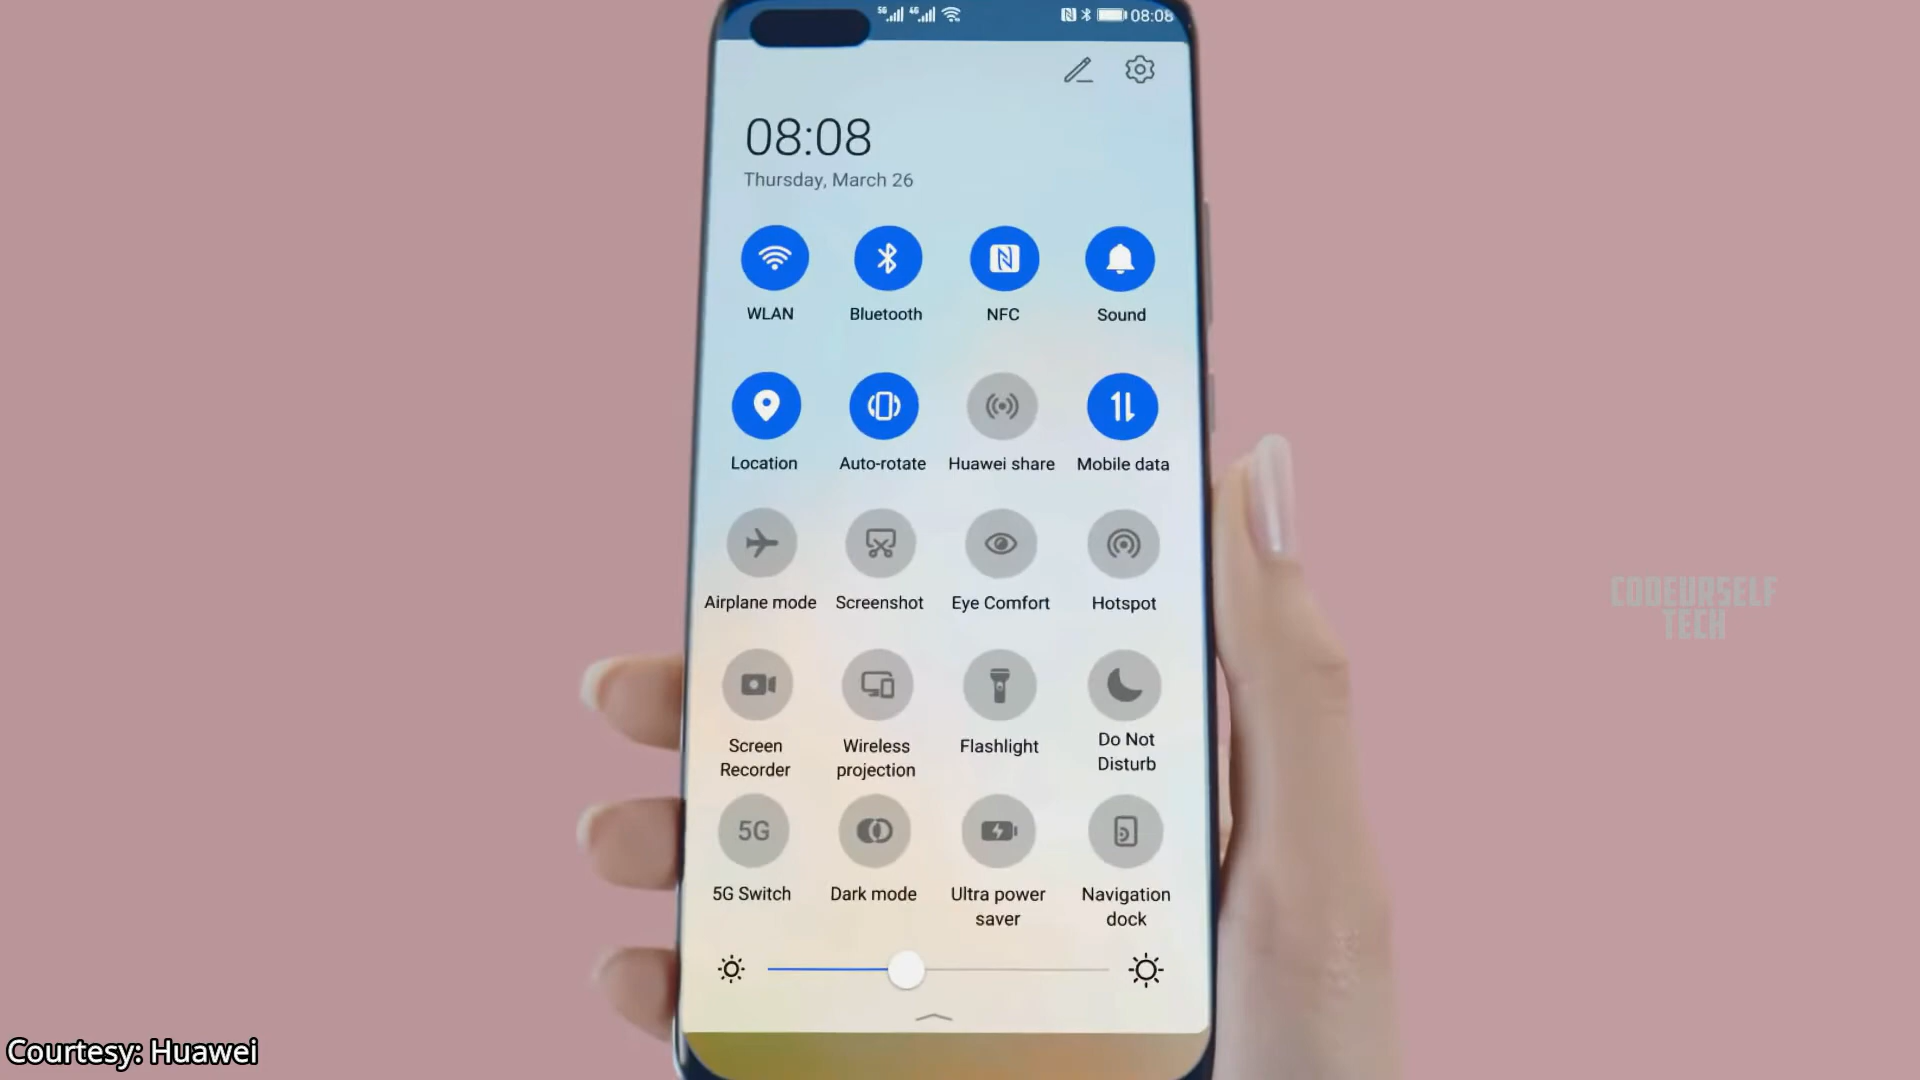 5G 4G 08:08
08:08
Thursday, March 26
WLAN Bluetooth NFC Sound
Location Auto-rotate Huawei share Mobile data
Airplane mode Screenshot Eye Comfort Hotspot
Screen Recorder
Wireless projection
Flashlight
Do Not Disturb
5G
5G Switch
Dark mode
Ultra power saver
Navigation dock
CODEURSELF
TECH
Courtesy: Huawei